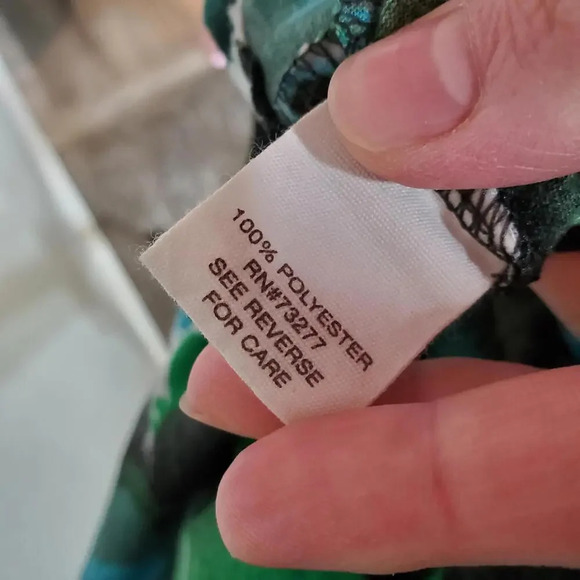 100% POLYESTER
RN#73277
SEE REVERSE
FOR CARE